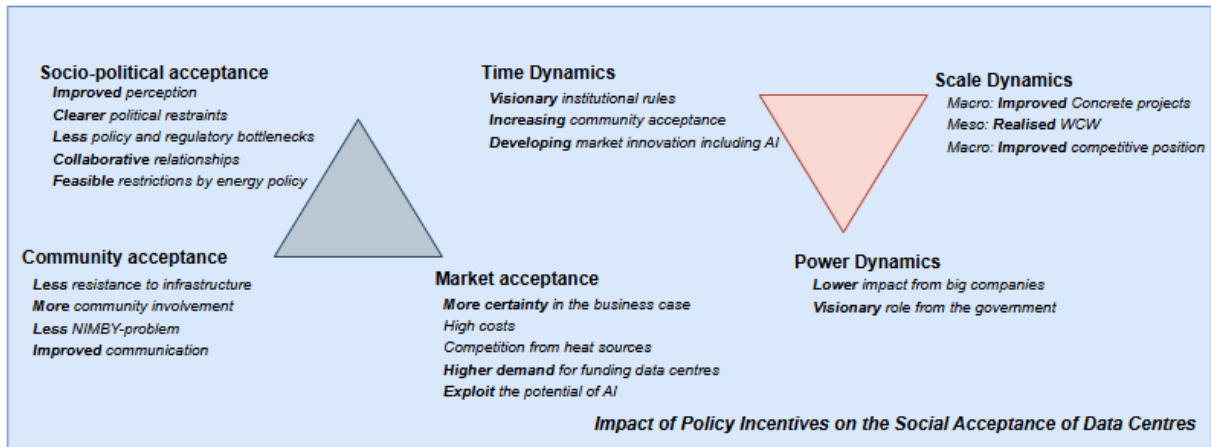 Socio-political acceptance
Improved perception
Clearer political restraints
Less policy and regulatory bottlenecks
Collaborative relationships
Feasible restrictions by energy policy
Time Dynamics
Visionary institutional rules
Increasing community acceptance
Developing market innovation including AI
Scale Dynamics
Macro: Improved Concrete projects
Meso: Realised WCW
Macro: Improved competitive position
Community acceptance
Less resistance to infrastructure
More community involvement
Less NIMBY-problem
Improved communication
Market acceptance
More certainty in the business case
High costs
Competition from heat sources
Higher demand for funding data centres
Exploit the potential of AI
Power Dynamics
Lower impact from big companies
Visionary role from the government
Impact of Policy Incentives on the Social Acceptance of Data Centres